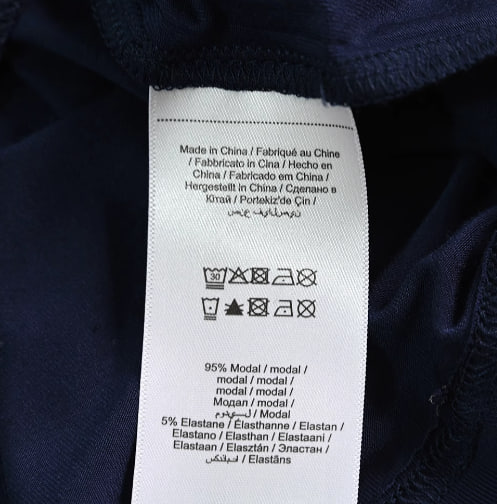 Made in China / Fabriqué au Chine
/ Fabbricato in Cina / Hecho en
China / Fabricado em China /
Hergestellt in China / Сделано в
Китай / Portekiz'de Çin /
30
95% Modal / modal /
modal / modal /
modal / modal /
Модал / modal /
/ Modal
5% Elastane / Élasthanne / Elastan /
Elastano / Elasthan / Elastaani /
Elastaan / Elasztán / Эластан /
/ Elastāns